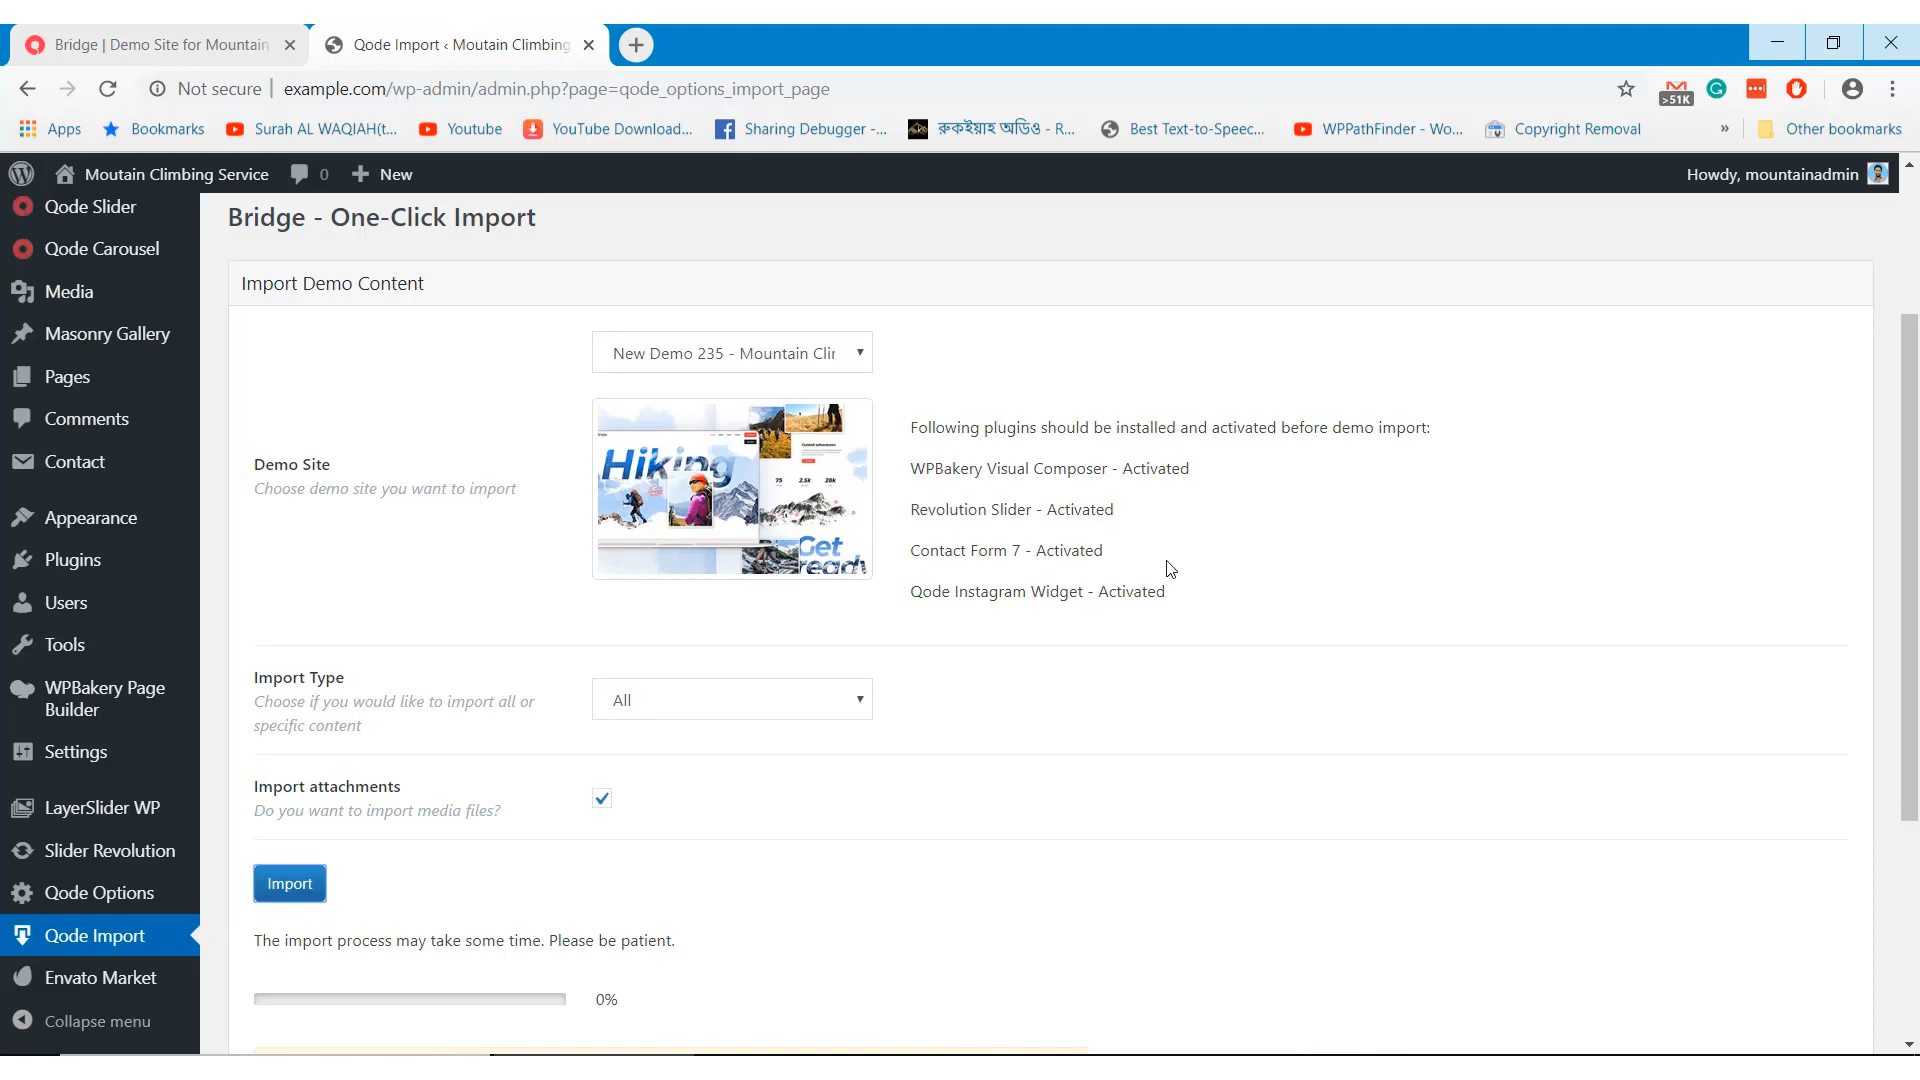 Bridge | Demo Site for Mountain
Qode Import ‹ Moutain Climbing
Not secure | example.com/wp-admin/admin.php?page=qode_options_import_page
>51K
Apps
Bookmarks
Surah AL WAQIAH(t...
Youtube
YouTube Download...
Sharing Debugger -...
রুকইয়াহ অডিও - R...
Best Text-to-Speec...
WPPathFinder - Wo...
Copyright Removal
»
Other bookmarks
Moutain Climbing Service
0
New
Howdy, mountainadmin
Qode Slider
Qode Carousel
Media
Masonry Gallery
Pages
Comments
Contact
Appearance
Plugins
Users
Tools
WPBakery Page
Builder
Settings
LayerSlider WP
Slider Revolution
Qode Options
Qode Import
Envato Market
Collapse menu
Bridge - One-Click Import
Import Demo Content
Demo Site
Choose demo site you want to import
New Demo 235 - Mountain Clir
Hiking
Guided adventures
75 2.5k 28k
Get
ready
Following plugins should be installed and activated before demo import:
WPBakery Visual Composer - Activated
Revolution Slider - Activated
Contact Form 7 - Activated
Qode Instagram Widget - Activated
Import Type
Choose if you would like to import all or
specific content
All
Import attachments
Do you want to import media files?
Import
The import process may take some time. Please be patient.
0%